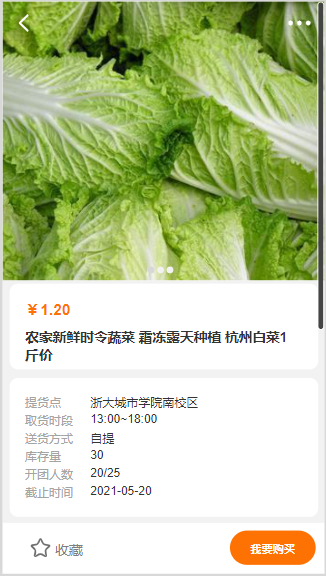 ￥1.20
农家新鲜时令蔬菜 霜冻露天种植 杭州白菜1
斤价
提货点 浙大城市学院南校区
取货时段 13:00~18:00
送货方式 自提
库存量 30
开团人数 20/25
截止时间 2021-05-20
收藏 我要购买